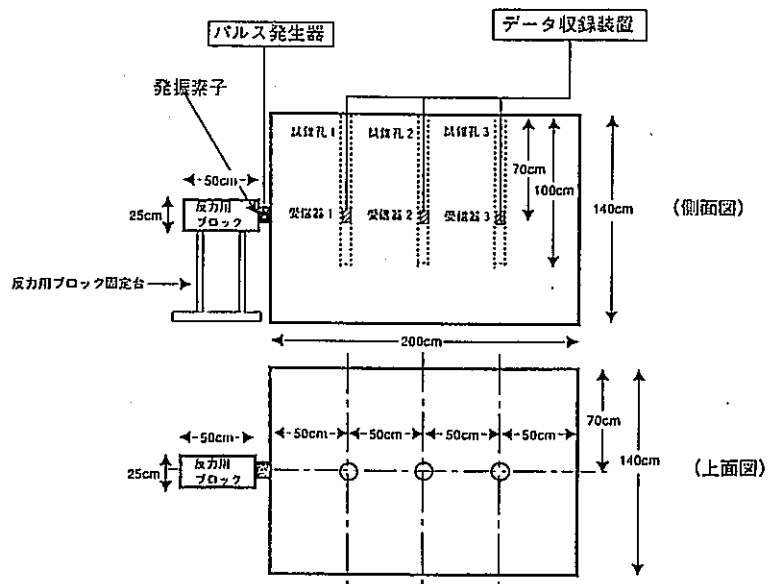 パルス発生器
データ収録装置
発振素子
試錐孔1
試錐孔2
試錐孔3
50cm
70cm
100cm
25cm
反力用
ブロック
受信器1
受信器2
受信器3
140cm
(側面図)
反力用ブロック固定台
200cm
50cm
50cm
50cm
50cm
50cm
70cm
25cm
反力用
ブロック
140cm
(上面図)